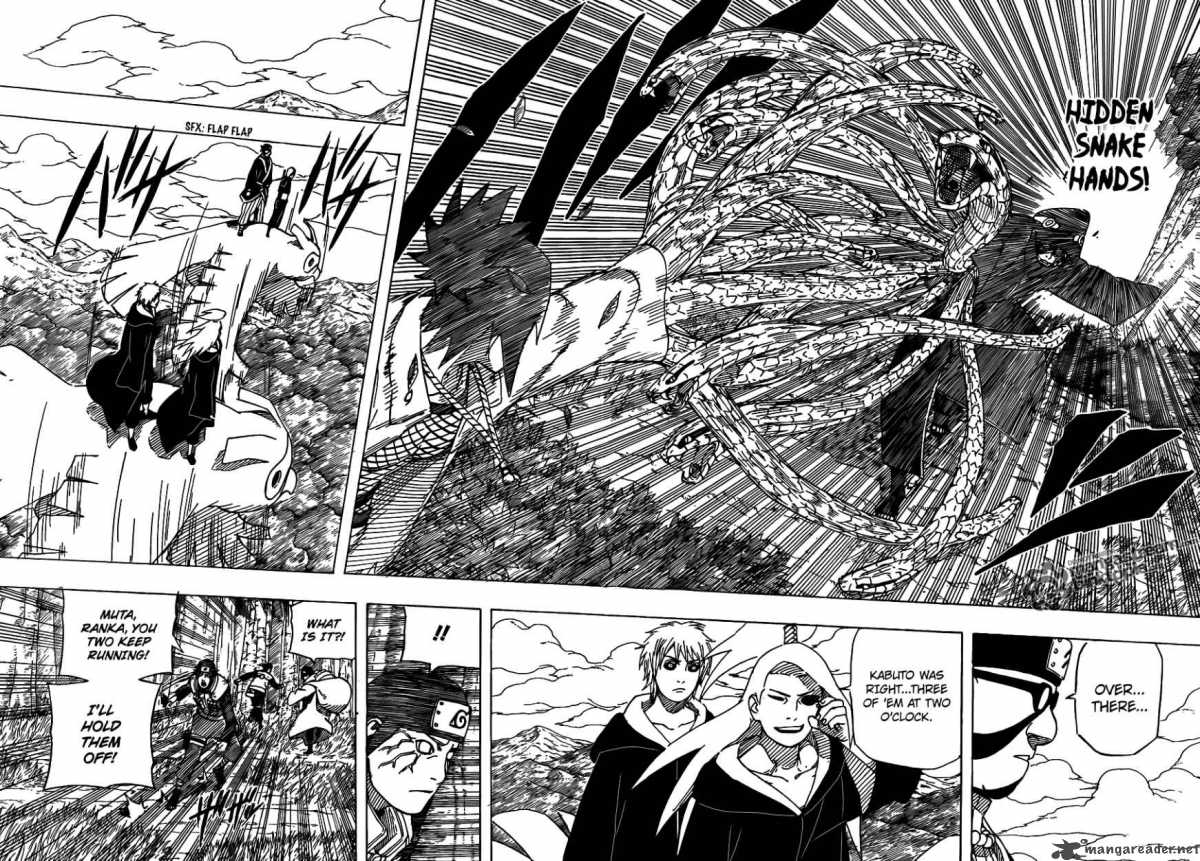 HIDDEN
SNAKE
HANDS!
SFX: FLAP FLAP
OVER...
THERE...
KABUTO WAS
RIGHT...THREE
OF 'EM AT TWO
O'CLOCK.
!!
WHAT
IS IT?!
MUTA,
RANKA, YOU
TWO KEEP
RUNNING!
I'LL
HOLD
THEM
OFF!
mangareader.net